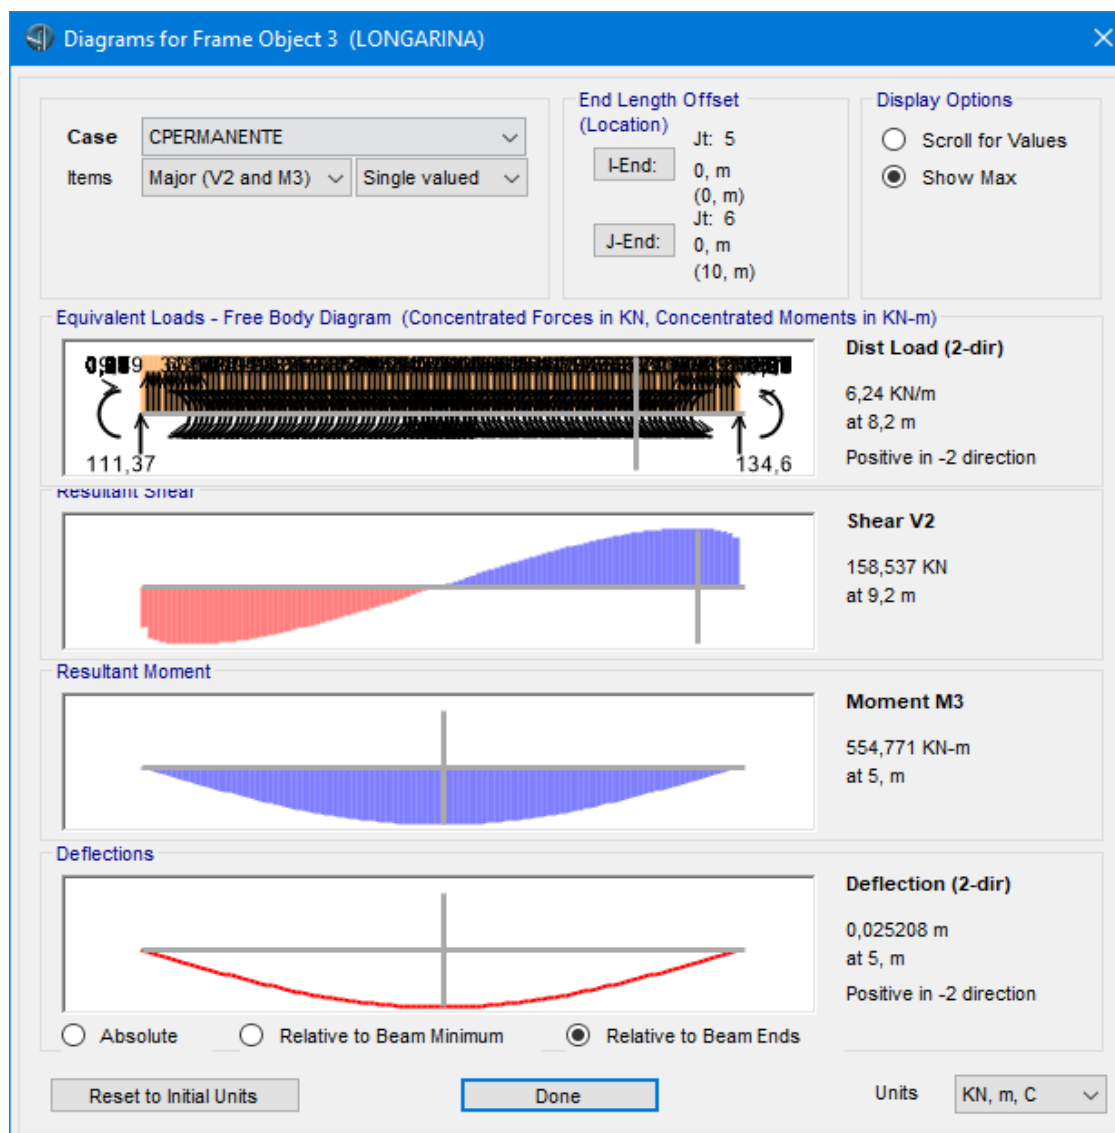 Diagrams for Frame Object 3 (LONGARINA)
Case
CPERMANENTE
Items
Major (V2 and M3)
Single valued
End Length Offset
(Location)
I-End:
Jt: 5
0, m
(0, m)
J-End:
Jt: 6
0, m
(10, m)
Display Options
Scroll for Values
Show Max
Equivalent Loads - Free Body Diagram (Concentrated Forces in KN, Concentrated Moments in KN-m)
111,37
134,6
Dist Load (2-dir)
6,24 KN/m
at 8,2 m
Positive in -2 direction
Resultant Shear
Shear V2
158,537 KN
at 9,2 m
Resultant Moment
Moment M3
554,771 KN-m
at 5, m
Deflections
Deflection (2-dir)
0,025208 m
at 5, m
Positive in -2 direction
Absolute
Relative to Beam Minimum
Relative to Beam Ends
Reset to Initial Units
Done
Units
KN, m, C